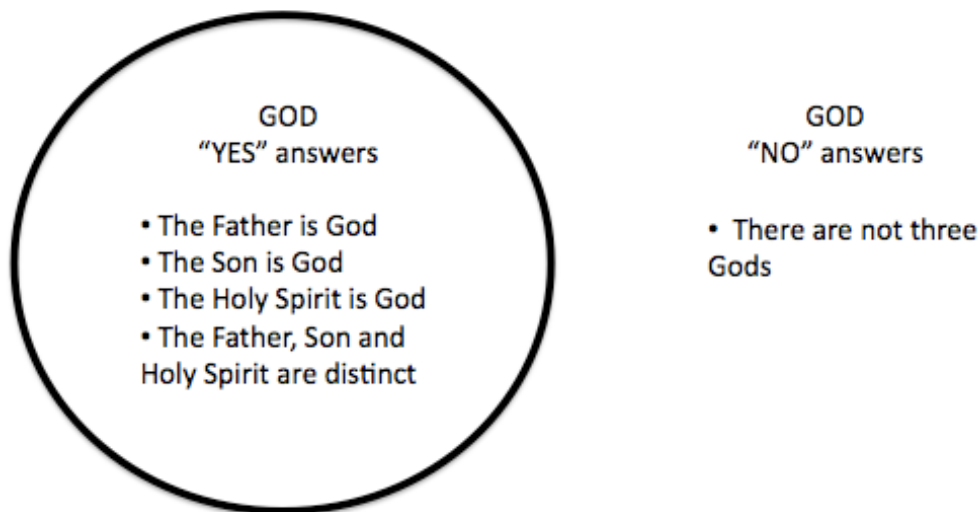 GOD
“YES” answers
• The Father is God
• The Son is God
• The Holy Spirit is God
• The Father, Son and
Holy Spirit are distinct
GOD
“NO” answers
• There are not three
Gods